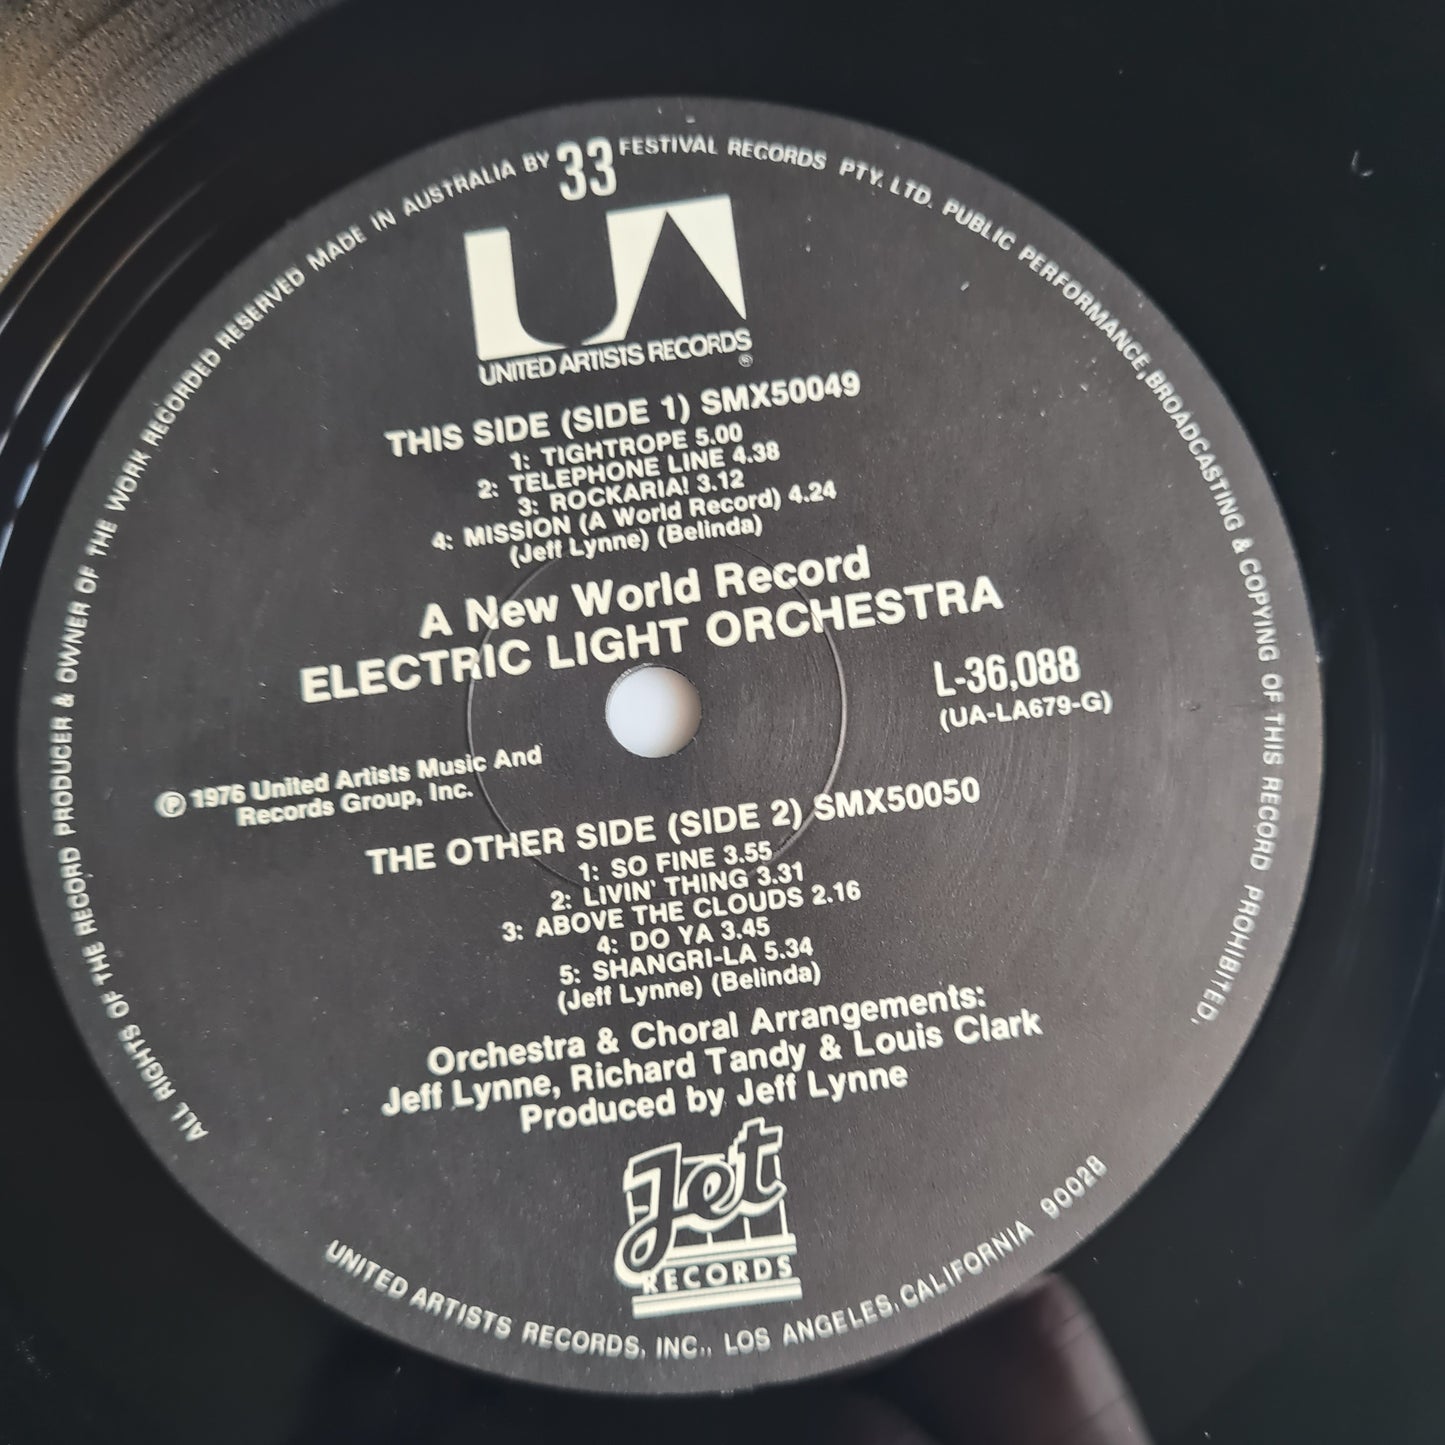 ALL RIGHTS OF THE RECORD PRODUCER & OWNER OF THE WORK RECORDED RESERVED MADE IN AUSTRALIA BY 33 FESTIVAL RECORDS PTY. LTD. PUBLIC PERFORMANCE, BROADCASTING & COPYING OF THIS RECORD PROHIBITED.
UA
UNITED ARTISTS RECORDS
®
THIS SIDE (SIDE 1) SMX50049
1: TIGHTROPE 5.00
2: TELEPHONE LINE 4.38
3: ROCKARIA! 3.12
4: MISSION (A World Record) 4.24
(Jeff Lynne) (Belinda)
A New World Record
ELECTRIC LIGHT ORCHESTRA
L-36,088
(UA-LA679-G)
℗ 1976 United Artists Music And
Records Group, Inc.
THE OTHER SIDE (SIDE 2) SMX50050
1: SO FINE 3.55
2: LIVIN' THING 3.31
3: ABOVE THE CLOUDS 2.16
4: DO YA 3.45
5: SHANGRI-LA 5.34
(Jeff Lynne) (Belinda)
Orchestra & Choral Arrangements:
Jeff Lynne, Richard Tandy & Louis Clark
Produced by Jeff Lynne
Jet
RECORDS
UNITED ARTISTS RECORDS, INC., LOS ANGELES, CALIFORNIA 90028